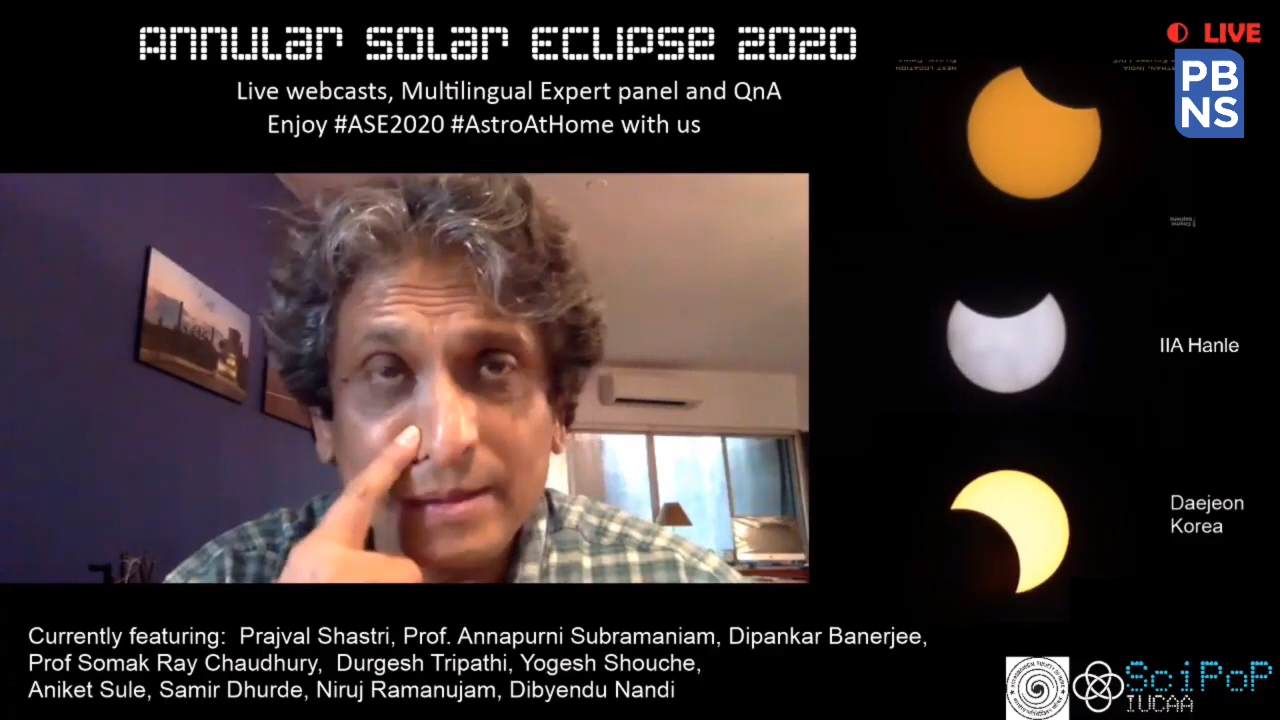 ANNULAR SOLAR ECLIPSE 2020
LIVE
Live webcasts, Multilingual Expert panel and QnA
Enjoy #ASE2020 #AstroAtHome with us
PB
NS
IIA Hanle
Daejeon
Korea
Currently featuring: Prajval Shastri, Prof. Annapurni Subramaniam, Dipankar Banerjee,
Prof Somak Ray Chaudhury, Durgesh Tripathi, Yogesh Shouche,
Aniket Sule, Samir Dhurde, Niruj Ramanujam, Dibyendu Nandi
SciPoP
IUCAA